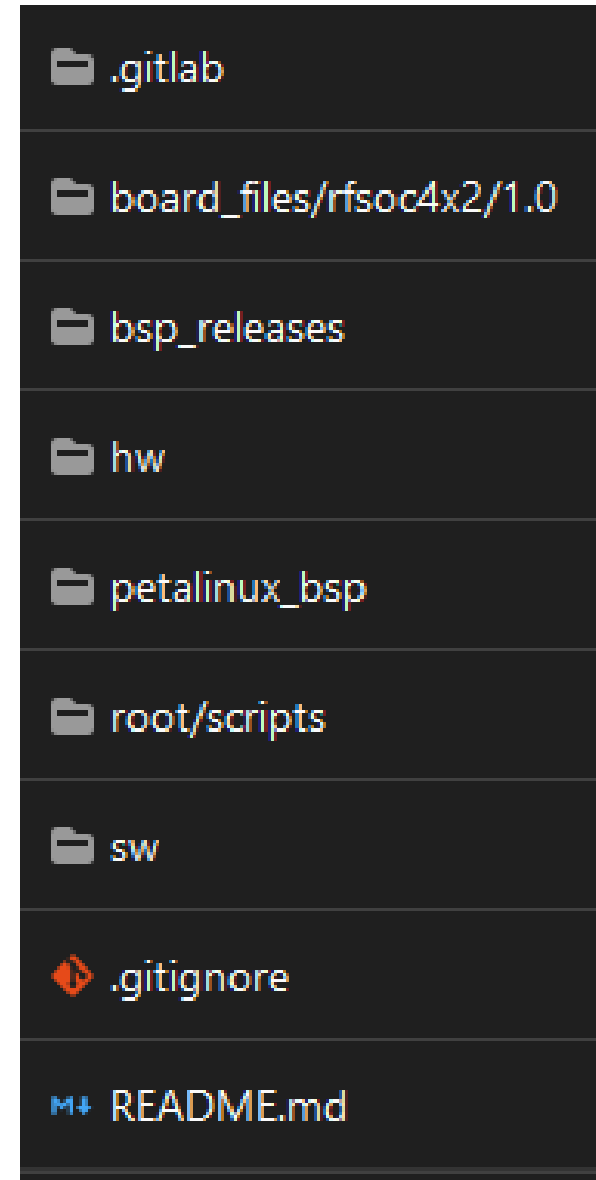 .gitlab
board_files/rfsoc4x2/1.0
bsp_releases
hw
petalinux_bsp
root/scripts
sw
.gitignore
M↓ README.md